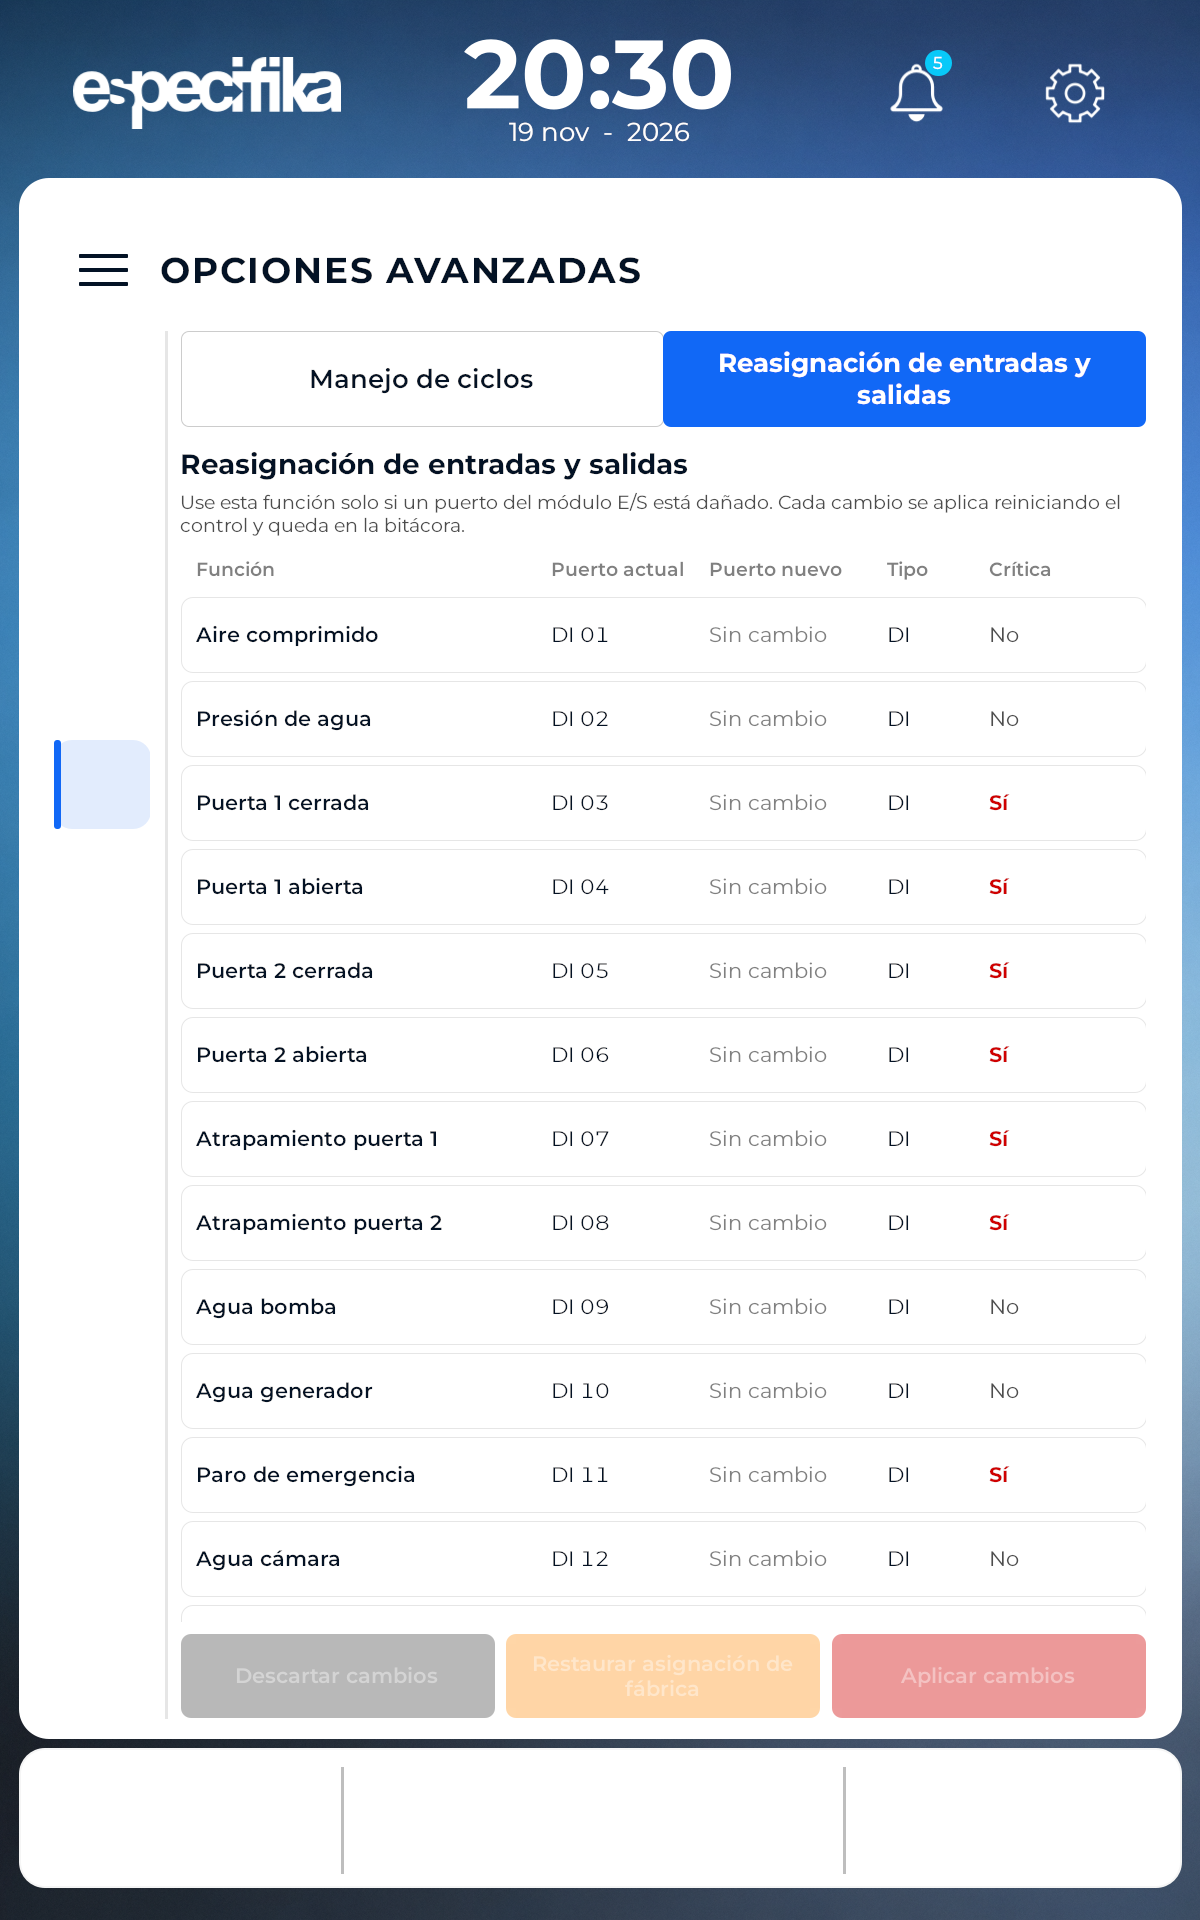 especifika
20:30
19 nov - 2026
5
OPCIONES AVANZADAS
Manejo de ciclos
Reasignación de entradas y
salidas
Reasignación de entradas y salidas
Use esta función solo si un puerto del módulo E/S está dañado. Cada cambio se aplica reiniciando el
control y queda en la bitácora.
Función Puerto actual Puerto nuevo Tipo Crítica
Aire comprimido DI 01 Sin cambio DI No
Presión de agua DI 02 Sin cambio DI No
Puerta 1 cerrada DI 03 Sin cambio DI Sí
Puerta 1 abierta DI 04 Sin cambio DI Sí
Puerta 2 cerrada DI 05 Sin cambio DI Sí
Puerta 2 abierta DI 06 Sin cambio DI Sí
Atrapamiento puerta 1 DI 07 Sin cambio DI Sí
Atrapamiento puerta 2 DI 08 Sin cambio DI Sí
Agua bomba DI 09 Sin cambio DI No
Agua generador DI 10 Sin cambio DI No
Paro de emergencia DI 11 Sin cambio DI Sí
Agua cámara DI 12 Sin cambio DI No
Descartar cambios
Restaurar asignación de
fábrica
Aplicar cambios